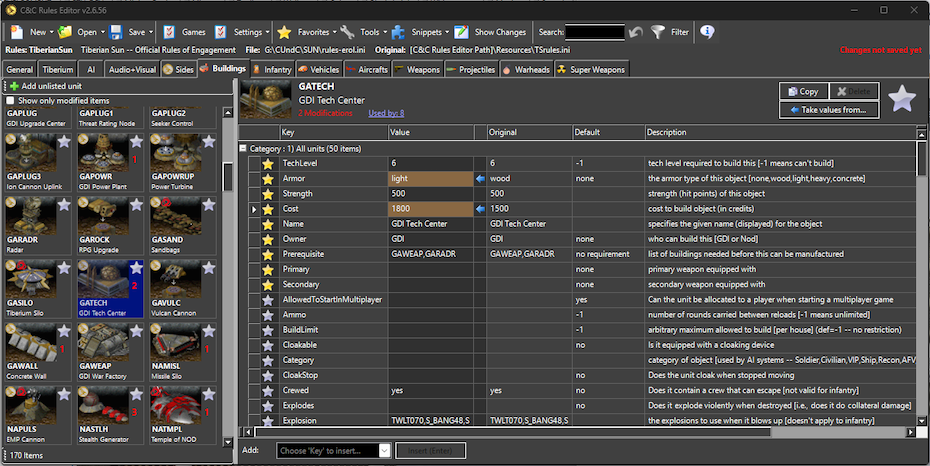 C&C Rules Editor v2.6.56
New Open Save Games Settings Favorites Tools Snippets Show Changes Search: Filter
Rules: TiberianSun Tiberian Sun -- Official Rules of Engagement File: G:\CUndC\SUN\rules-erol.ini Original: [C&C Rules Editor Path]\Resources\TSrules.ini Changes not saved yet
General Tiberium AI Audio+Visual Sides Buildings Infantry Vehicles Aircrafts Weapons Projectiles Warheads Super Weapons
Add unlisted unit
Show only modified items
GAPLUG GAPLUG1 GAPLUG2
GDI Upgrade Center Threat Rating Node Seeker Control
1
GAPLUG3 GAPOWR GAPOWRUP
Ion Cannon Uplink GDI Power Plant Power Turbine
GARADR GAROCK GASAND
Radar RPG Upgrade Sandbags
2
GASILO GATECH GAVULC
Tiberium Silo GDI Tech Center Vulcan Cannon
1 1
GAWALL GAWEAP NAMISL
Concrete Wall GDI War Factory Missile Silo
3 1
NAPULS NASTLH NATMPL
EMP Cannon Stealth Generator Temple of NOD
170 Items
GATECH
GDI Tech Center
2 Modifications Used by: 8
Copy Delete
Take values from...
Key Value Original Default Description
Category : 1) All units (50 items)
TechLevel 6 6 -1 tech level required to build this [-1 means can't build]
Armor light wood none the armor type of this object [none,wood,light,heavy,concrete]
Strength 500 500 strength (hit points) of this object
Cost 1800 1500 cost to build object (in credits)
Name GDI Tech Center GDI Tech Center specifies the given name (displayed) for the object
Owner GDI GDI none who can build this [GDI or Nod]
Prerequisite GAWEAP,GARADR GAWEAP,GARADR no requirement list of buildings needed before this can be manufactured
Primary none primary weapon equipped with
Secondary none secondary weapon equipped with
AllowedToStartInMultiplayer yes Can the unit be allocated to a player when starting a multiplayer game
Ammo -1 number of rounds carried between reloads [-1 means unlimited]
BuildLimit -1 arbitrary maximum allowed to build [per house] (def=-1 -- no restriction)
Cloakable no Is it equipped with a cloaking device
Category category of object [used by AI systems -- Soldier,Civilian,VIP,Ship,Recon,AFV
CloakStop no Does the unit cloak when stopped moving
Crewed yes yes no Does it contain a crew that can escape [not valid for infantry]
Explodes no Does it explode violently when destroyed [i.e., does it do collateral damage]
Explosion TWLT070,S_BANG48,S TWLT070,S_BANG48,S the explosions to use when it blows up [doesn't apply to infantry]
Add: Choose 'Key' to insert... Insert (Enter)